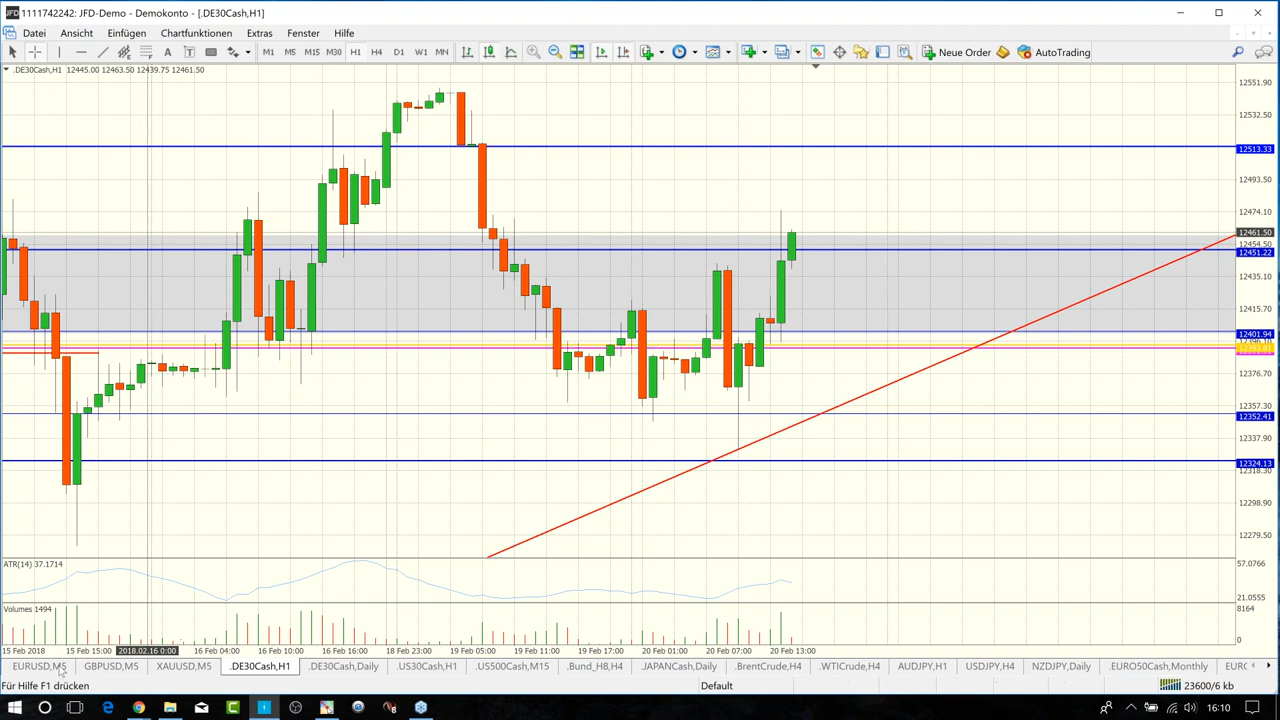 1111742242: JFD-Demo - Demokonto - [.DE30Cash,H1]
Datei Ansicht Einfügen Chartfunktionen Extras Fenster Hilfe
A T M1 M5 M15 M30 H1 H4 D1 W1 MN New Order AutoTrading
.DE30Cash,H1 12445.00 12463.50 12439.75 12461.50
12551.90
12532.50
12513.33
12493.50
12474.10
12461.50
12454.50
12451.22
12435.10
12415.70
12401.94
12376.70
12357.30
12352.41
12337.90
12324.13
12318.30
12298.90
12279.50
ATR(14) 37.1714
57.0766
21.0555
Volumes 1494
8164
0
15 Feb 2018 15 Feb 15:00 2018.02.16 0:00 16 Feb 04:00 16 Feb 10:00 16 Feb 16:00 18 Feb 23:00 19 Feb 05:00 19 Feb 11:00 19 Feb 17:00 20 Feb 01:00 20 Feb 07:00 20 Feb 13:00
EURUSD,M5 GBPUSD,M5 XAUUSD,M5 .DE30Cash,H1 .DE30Cash,Daily .US30Cash,H1 .US500Cash,M15 .Bund_H8,H4 .JAPANCash,Daily .BrentCrude,H4 .WTICrude,H4 AUDJPY,H1 USDJPY,H4 NZDJPY,Daily .EURO50Cash,Monthly EURC
Für Hilfe F1 drücken
Default
23600/6 kb
16:10